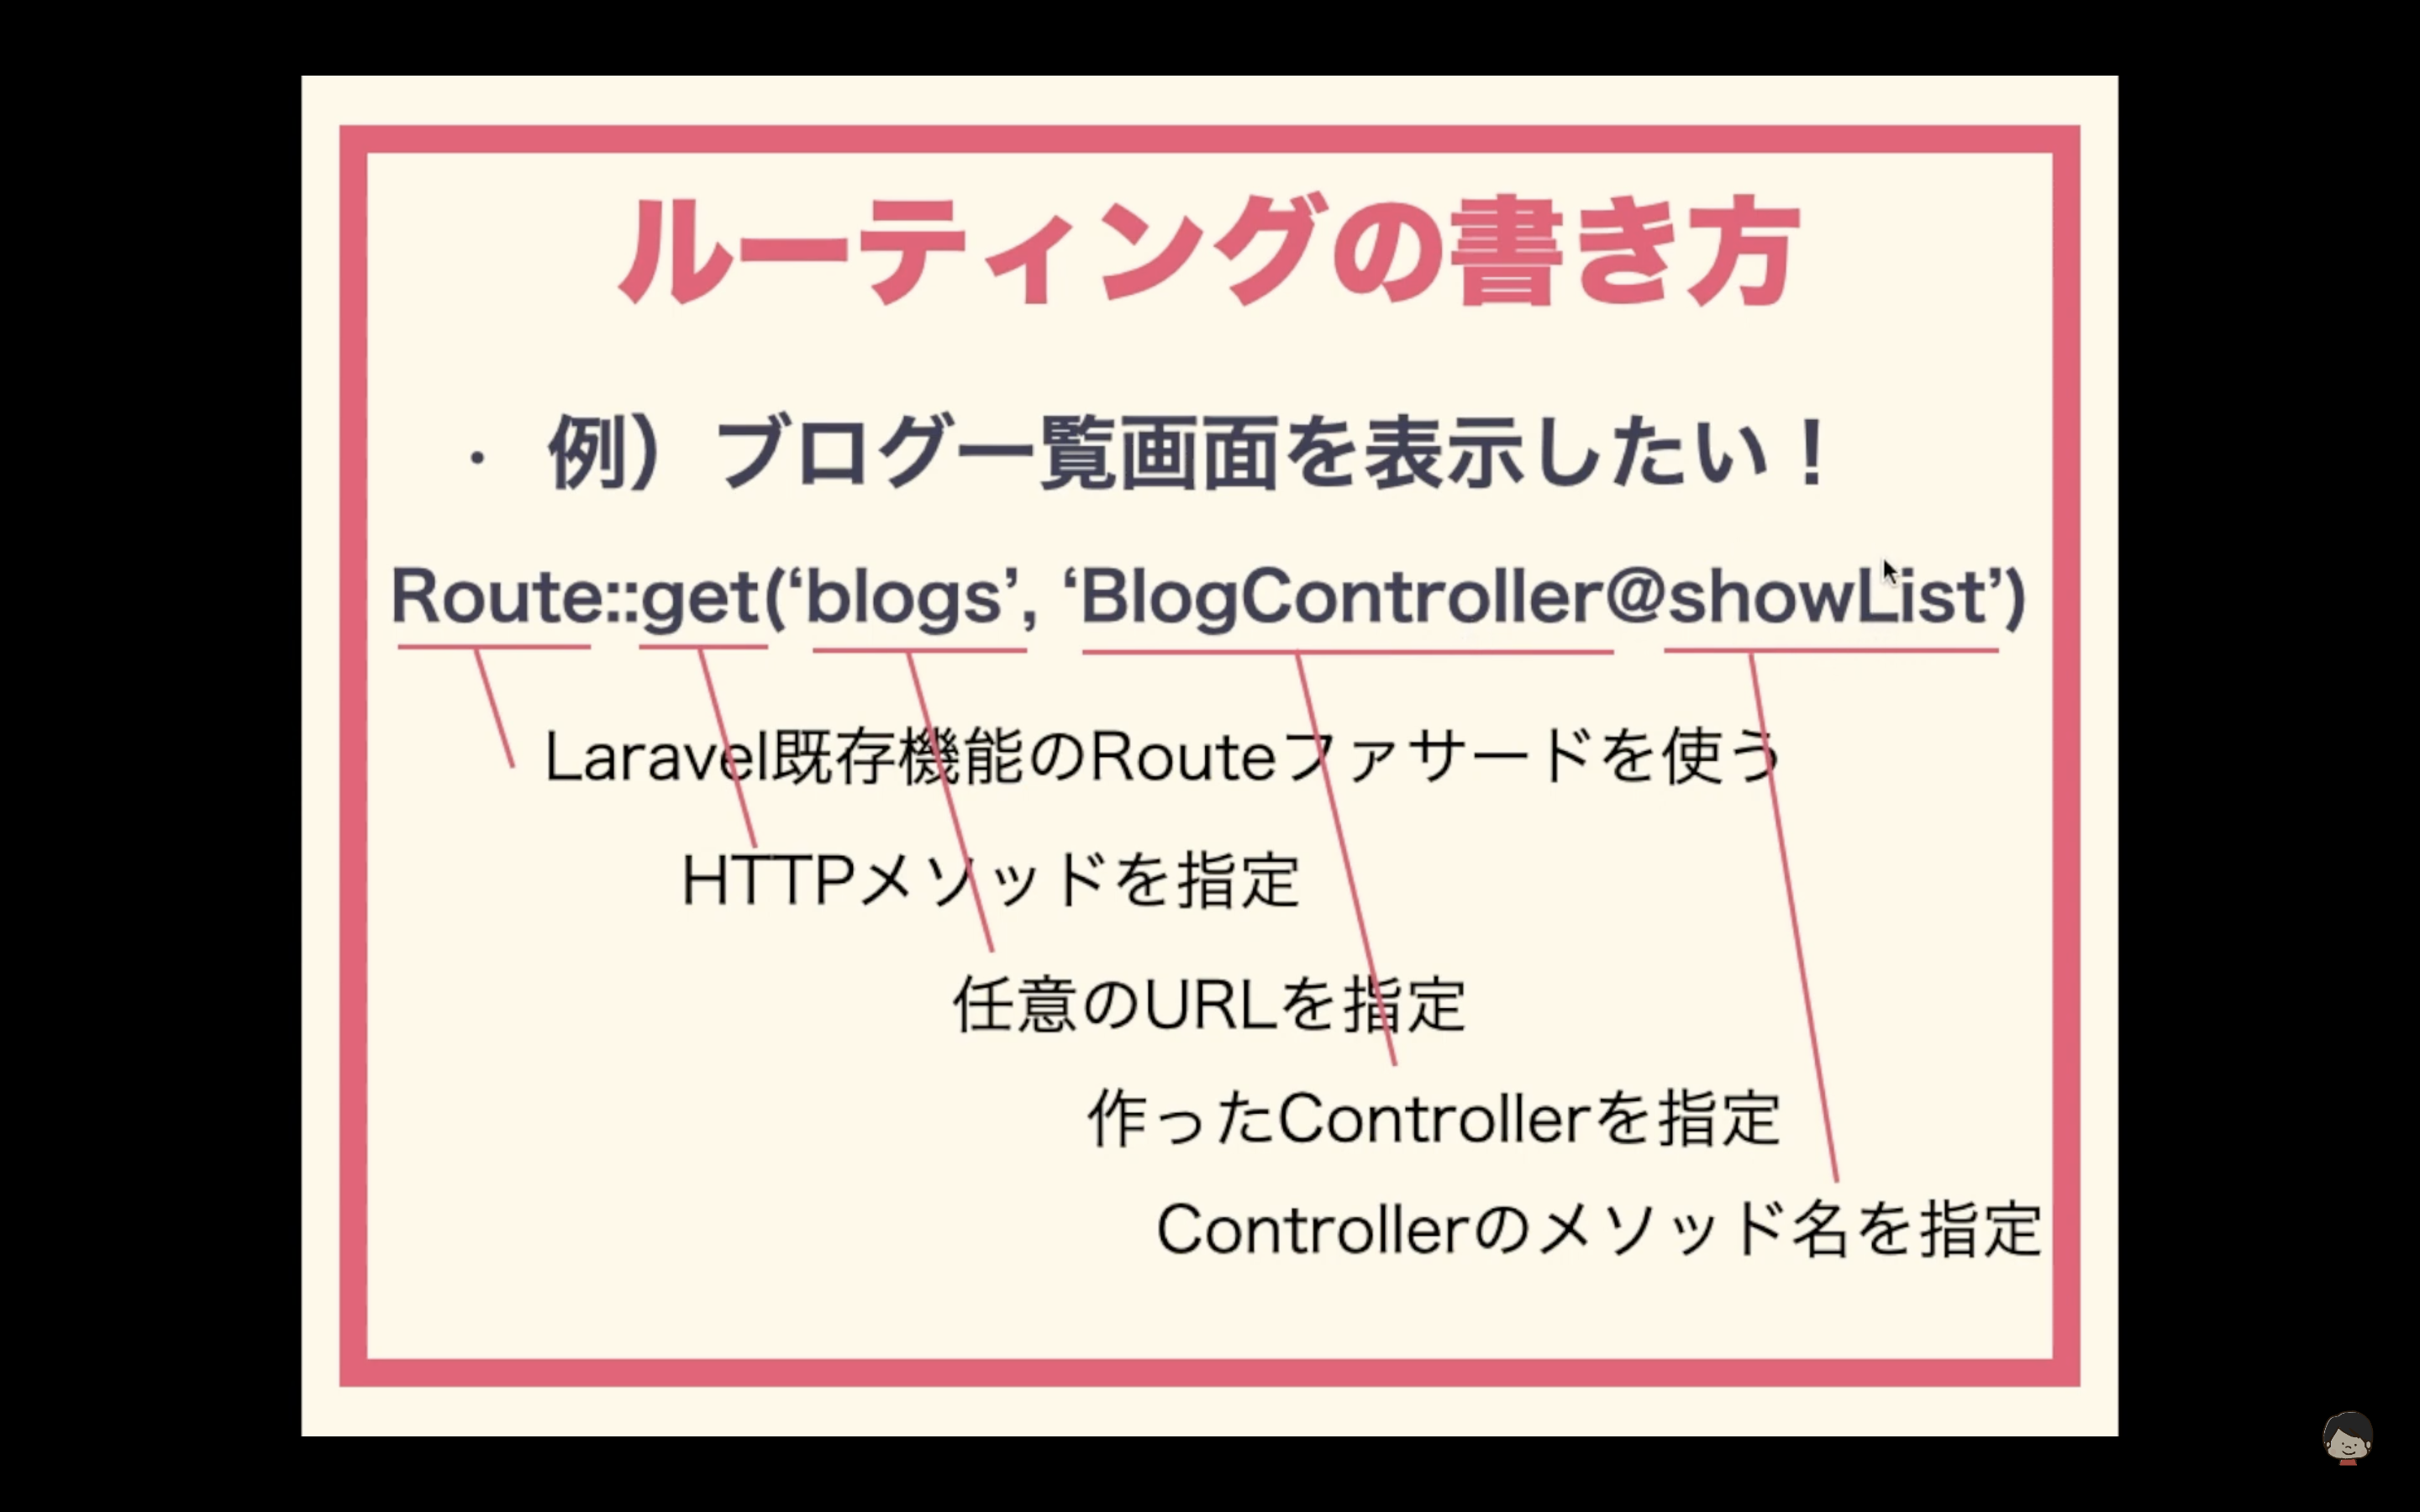 ルーティングの書き方
・ 例）ブログ一覧画面を表示したい！
Route::get(‘blogs’, ‘BlogController@showList’)
Laravel既存機能のRouteファサードを使う
HTTPメソッドを指定
任意のURLを指定
作ったControllerを指定
Controllerのメソッド名を指定